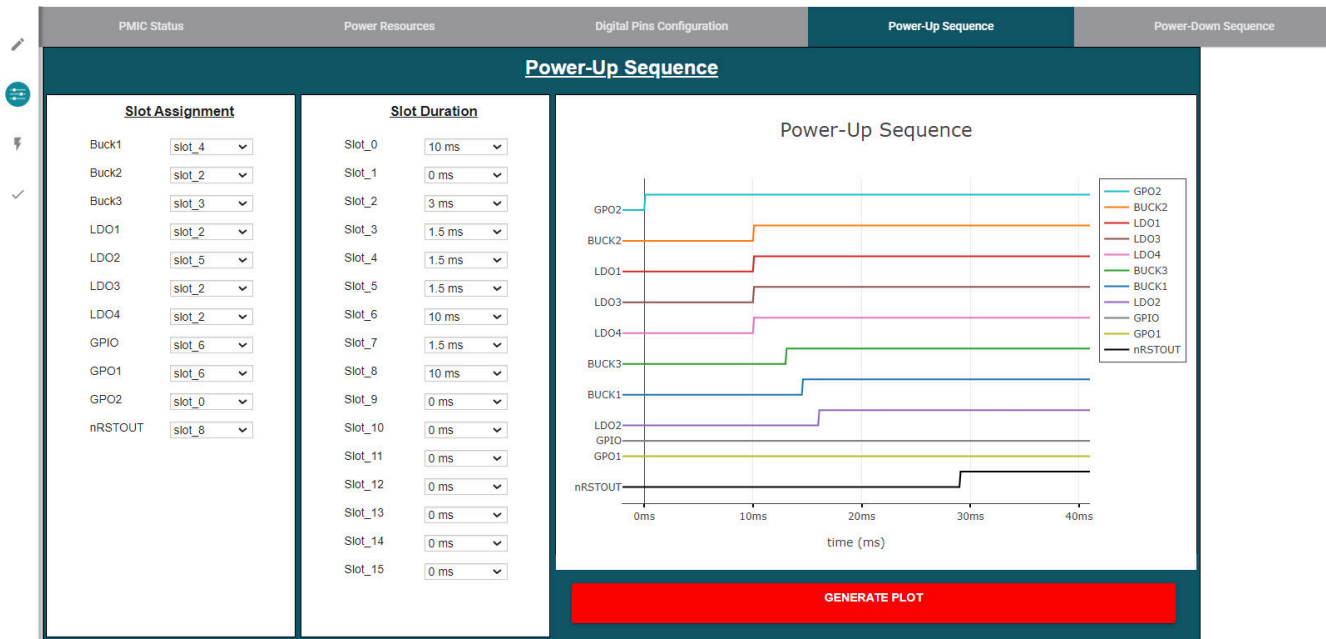 PMIC Status
Power Resources
Digital Pins Configuration
Power-Up Sequence
Power-Down Sequence
Power-Up Sequence
Slot Assignment
Buck1 slot_4
Buck2 slot_2
Buck3 slot_3
LDO1 slot_2
LDO2 slot_5
LDO3 slot_2
LDO4 slot_2
GPIO slot_6
GPO1 slot_6
GPO2 slot_0
nRSTOUT slot_8
Slot Duration
Slot_0 10 ms
Slot_1 0 ms
Slot_2 3 ms
Slot_3 1.5 ms
Slot_4 1.5 ms
Slot_5 1.5 ms
Slot_6 10 ms
Slot_7 1.5 ms
Slot_8 10 ms
Slot_9 0 ms
Slot_10 0 ms
Slot_11 0 ms
Slot_12 0 ms
Slot_13 0 ms
Slot_14 0 ms
Slot_15 0 ms
Power-Up Sequence
GPO2
BUCK2
LDO1
LDO3
LDO4
BUCK3
BUCK1
LDO2
GPIO
GPO1
nRSTOUT
0ms 10ms 20ms 30ms 40ms
time (ms)
GPO2
BUCK2
LDO1
LDO3
LDO4
BUCK3
BUCK1
LDO2
GPIO
GPO1
nRSTOUT
GENERATE PLOT